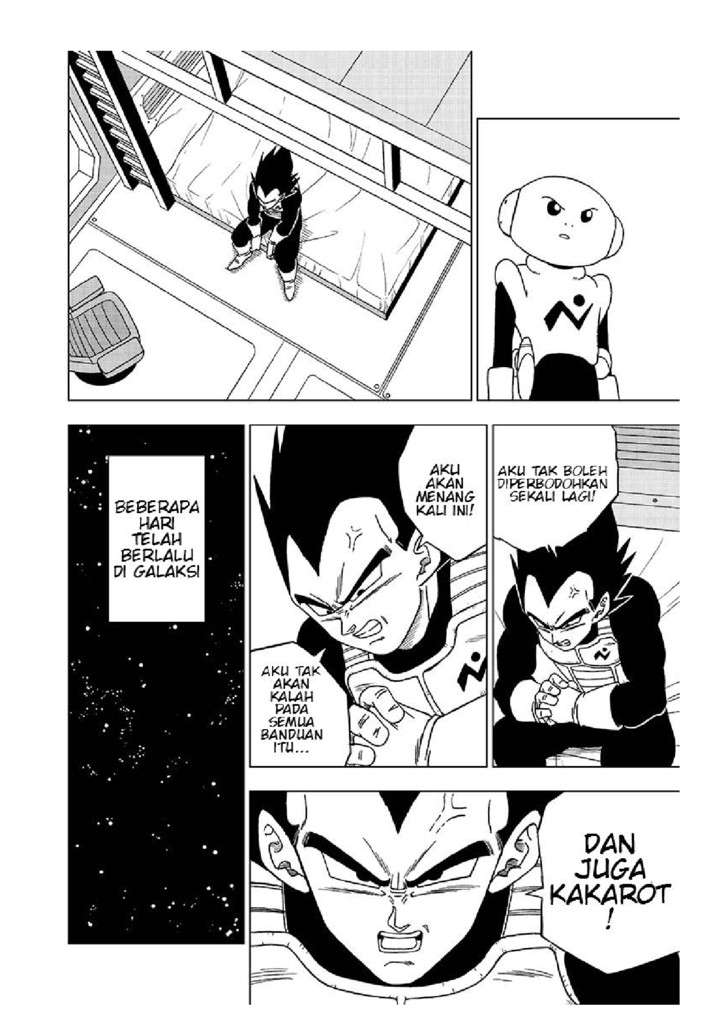 AKU TAK BOLEH
DIPERBODOHKAN
SEKALI LAGI!
AKU
AKAN
MENANG
KALI INI!
AKU TAK
AKAN
KALAH
PADA
SEMUA
BANDUAN
ITU...
BEBERAPA
HARI
TELAH
BERLALU
DI GALAKSI
DAN
JUGA
KAKAROT
!